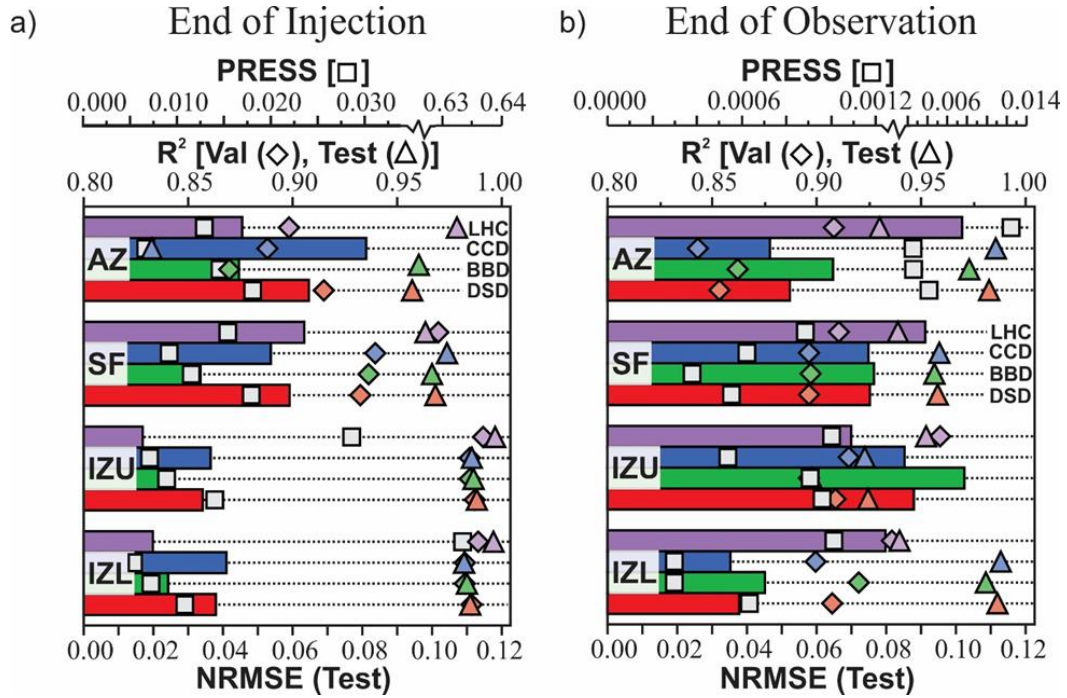 a) End of Injection
PRESS [□]
0.000 0.010 0.020 0.030 0.63 0.64
R² [Val (◇), Test (△)]
0.80 0.85 0.90 0.95 1.00
AZ
LHC
CCD
BBD
DSD
SF
IZU
IZL
0.00 0.02 0.04 0.06 0.08 0.10 0.12
NRMSE (Test)
b) End of Observation
PRESS [□]
0.0000 0.0006 0.0012 0.006 0.014
R² [Val (◇), Test (△)
0.80 0.85 0.90 0.95 1.00
AZ
SF
LHC
CCD
BBD
DSD
IZU
IZL
0.00 0.02 0.04 0.06 0.08 0.10 0.12
NRMSE (Test)